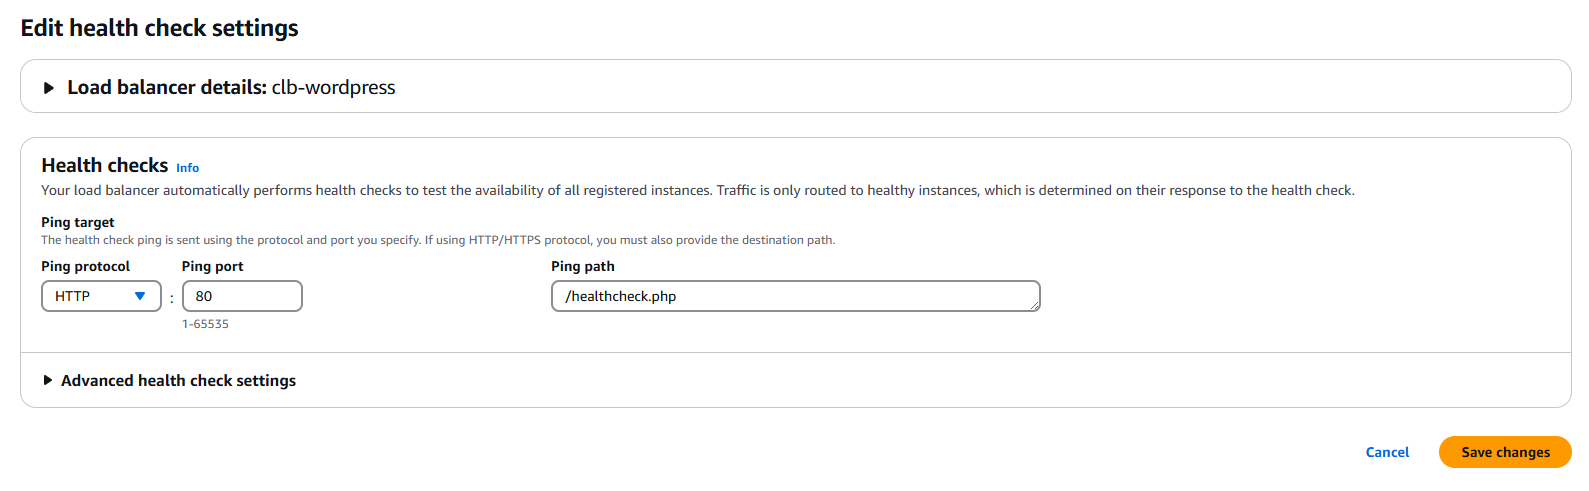 Edit health check settings
Load balancer details: clb-wordpress
Health checks Info
Your load balancer automatically performs health checks to test the availability of all registered instances. Traffic is only routed to healthy instances, which is determined on their response to the health check.
Ping target
The health check ping is sent using the protocol and port you specify. If using HTTP/HTTPS protocol, you must also provide the destination path.
Ping protocol Ping port Ping path
HTTP : 80 /healthcheck.php
1-65535
Advanced health check settings
Cancel Save changes